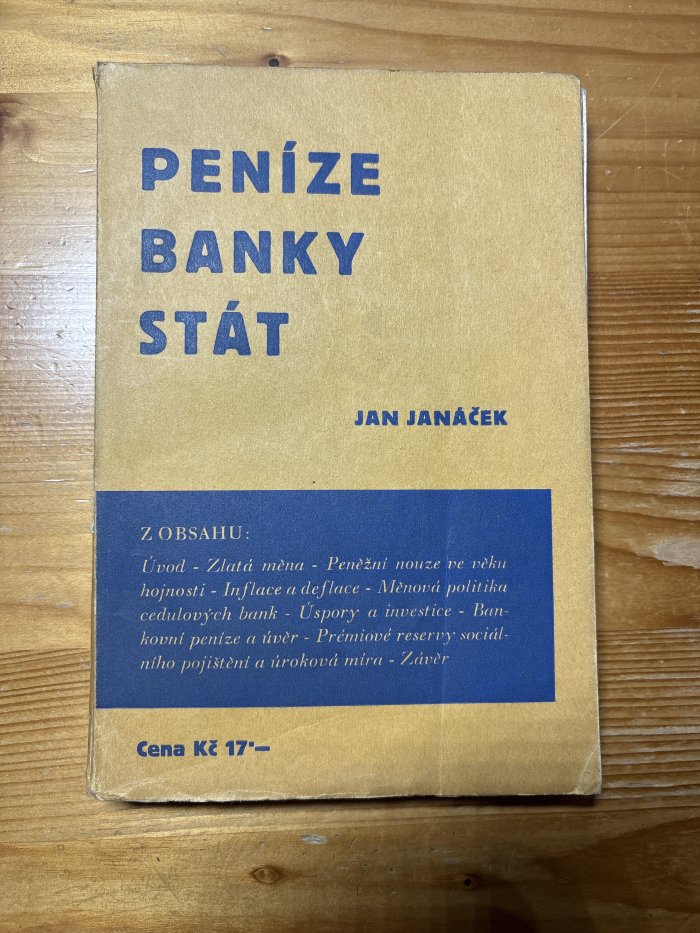 PENÍZE
BANKY
STÁT
JAN JANÁČEK
Z OBSAHU:
Úvod - Zlatá měna - Peněžní nouze ve věku
hojnosti - Inflace a deflace - Měnová politika
cedulových bank - Úspory a investice - Ban-
kovní peníze a úvěr - Prémiové reservy sociál-
ního pojištění a úroková míra - Závěr
Cena Kč 17·—